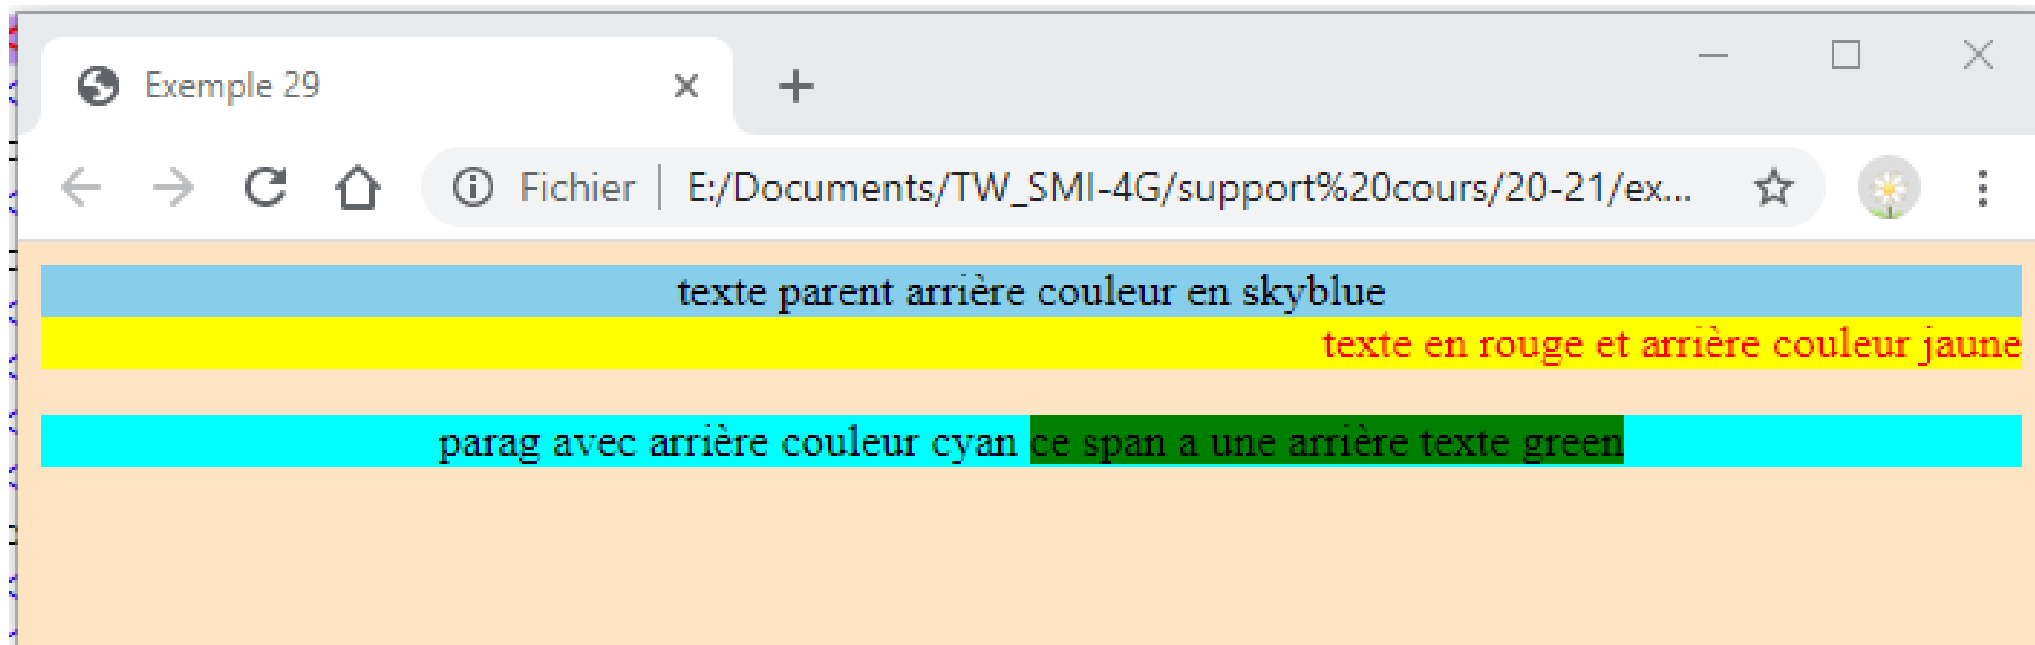 Exemple 29
Fichier | E:/Documents/TW_SMI-4G/support%20cours/20-21/ex...
texte parent arrière couleur en skyblue
texte en rouge et arrière couleur jaune
parag avec arrière couleur cyan ce span a une arrière texte green